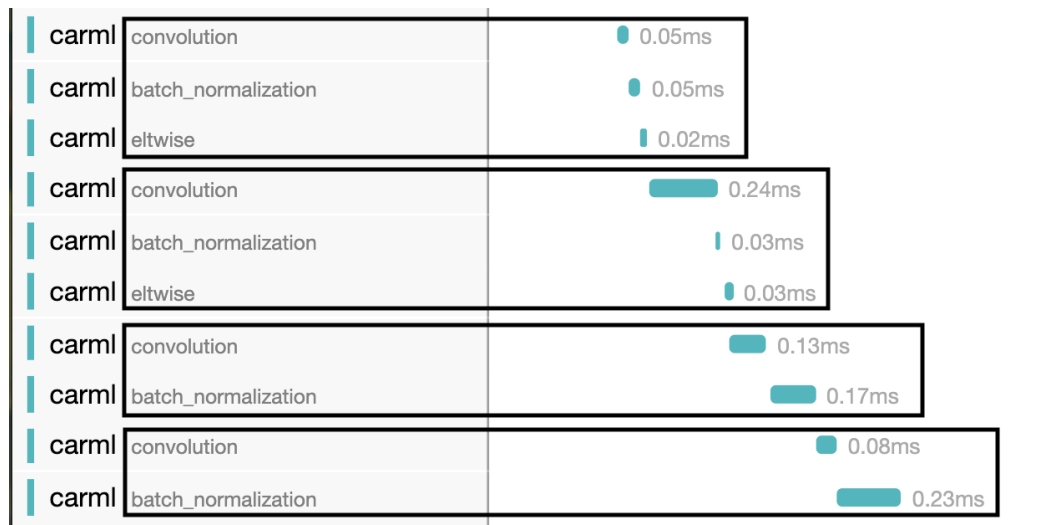 carml convolution 0.05ms
carml batch_normalization 0.05ms
carml eltwise 0.02ms
carml convolution 0.24ms
carml batch_normalization 0.03ms
carml eltwise 0.03ms
carml convolution 0.13ms
carml batch_normalization 0.17ms
carml convolution 0.08ms
carml batch_normalization 0.23ms